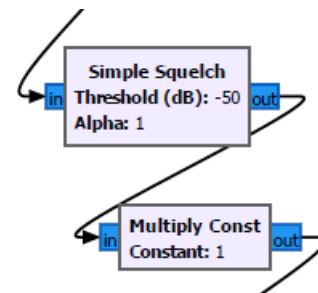 Simple Squelch
in Threshold (dB): -50 out
Alpha: 1
Multiply Const
in Constant: 1 out